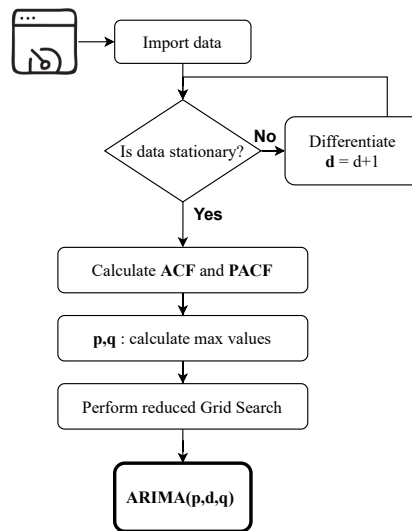 Import data
Is data stationary?
No
Differentiate
d = d+1
Yes
Calculate ACF and PACF
p,q : calculate max values
Perform reduced Grid Search
ARIMA(p,d,q)